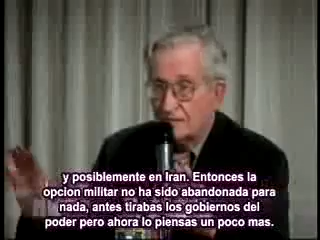 y posiblemente en Iran. Entonces la
opcion militar no ha sido abandonada para
nada, antes tirabas los gobiernos del
poder pero ahora lo piensas un poco mas.